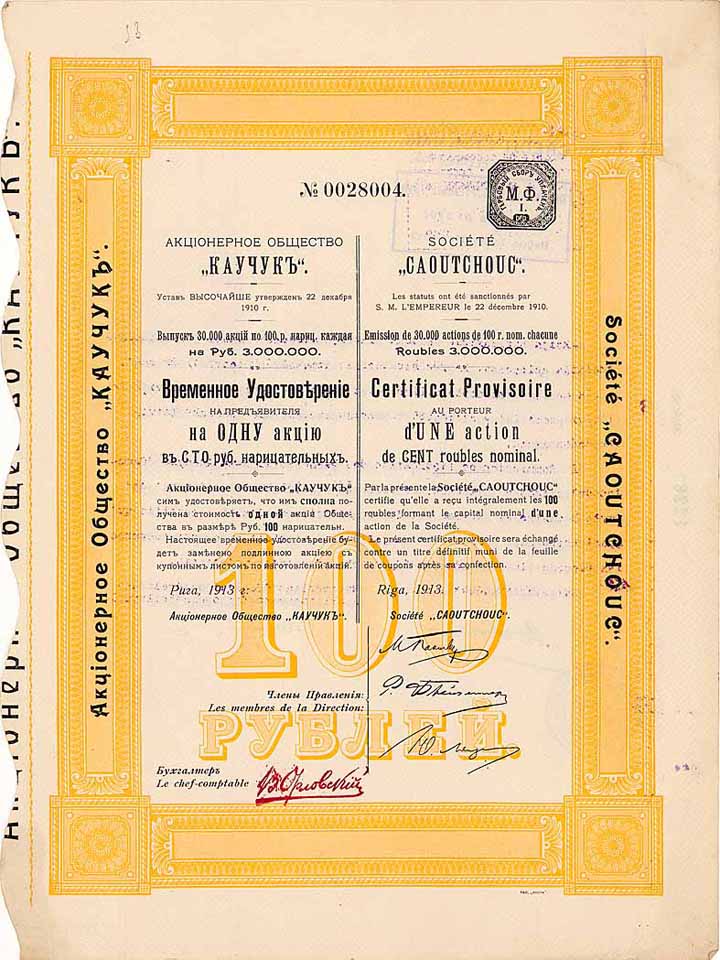 № 0028004.
ГЕРБОВЫЙ СБОРЪ
М.Ф.
I.
АКЦІОНЕРНОЕ ОБЩЕСТВО
„КАУЧУКЪ“.
Уставъ ВЫСОЧАЙШЕ утвержденъ 22 декабря
1910 г.
Выпускъ 30.000 акцій по 100.р. нариц. каждая
на Руб. 3.000.000.
Временное Удостовѣреніе
НА ПРЕДЪЯВИТЕЛЯ
на ОДНУ акцію
въ СТО руб. нарицательныхъ.
Акціонерное Общество „КАУЧУКЪ“
симъ удостовѣряетъ, что имъ сполна по-
лучена стоимость одной акціи Обще-
ства въ размѣрѣ Руб. 100 нарицательн.
Настоящее временное удостовѣреніе бу-
детъ замѣнено подлинною акціею съ
купоннымъ листомъ по изготовленіи акцій.
Рига, 1913 г.
Акціонерное Общество „КАУЧУКЪ“.
SOCIÉTÉ
„CAOUTCHOUC“.
Les statuts ont été sanctionnés par
S. M. L'EMPEREUR le 22 décembre 1910.
Emission de 30.000 actions de 100 r. nom. chacune
Roubles 3.000.000.
Certificat Provisoire
AU PORTEUR
d'UNE action
de CENT roubles nominal.
Par la présente la Société „CAOUTCHOUC“
certifie qu'elle a reçu intégralement les 100
roubles formant le capital nominal d'une
action de la Société.
Le présent certificat provisoire sera échangé
contre un titre définitif muni de la feuille
de coupons après sa confection.
Riga, 1913.
Société „CAOUTCHOUC“.
100
РУБЛЕЙ.
Члены Правленія:
Les membres de la Direction:
Бухгалтеръ
Le chef-comptable
В. Орловский
Акціонерное Общество „КАУЧУКЪ“.
Société „CAOUTCHOUC“.